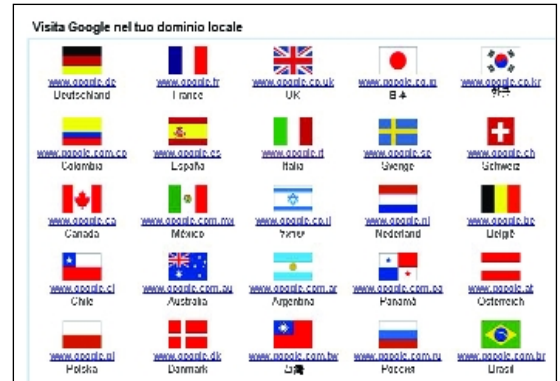 Visita Google nel tuo dominio locale
www.google.de www.google.fr www.google.co.uk www.google.co.jp www.google.co.kr
Deutschland France UK 日本 한국
www.google.com.co www.google.es www.google.it www.google.se www.google.ch
Colombia España Italia Sverige Schweiz
www.google.ca www.google.com.mx www.google.co.il www.google.nl www.google.be
Canada México ישראל Nederland België
www.google.cl www.google.com.au www.google.com.ar www.google.com.pa www.google.at
Chile Australia Argentina Panamá Österreich
www.google.pl www.google.dk www.google.com.tw www.google.com.ru www.google.com.br
Polska Danmark 台灣 Россия Brasil